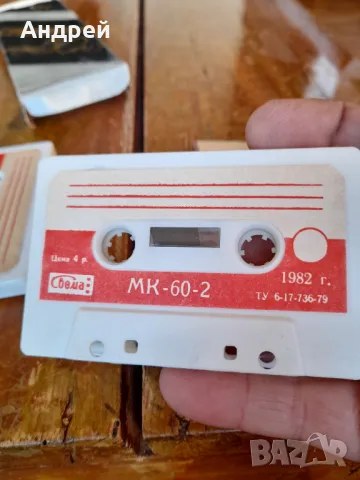 Андрей
Цена 4 р.
Свема
МК-60-2
1982 г.
ТУ 6-17-736-79
BAZAR